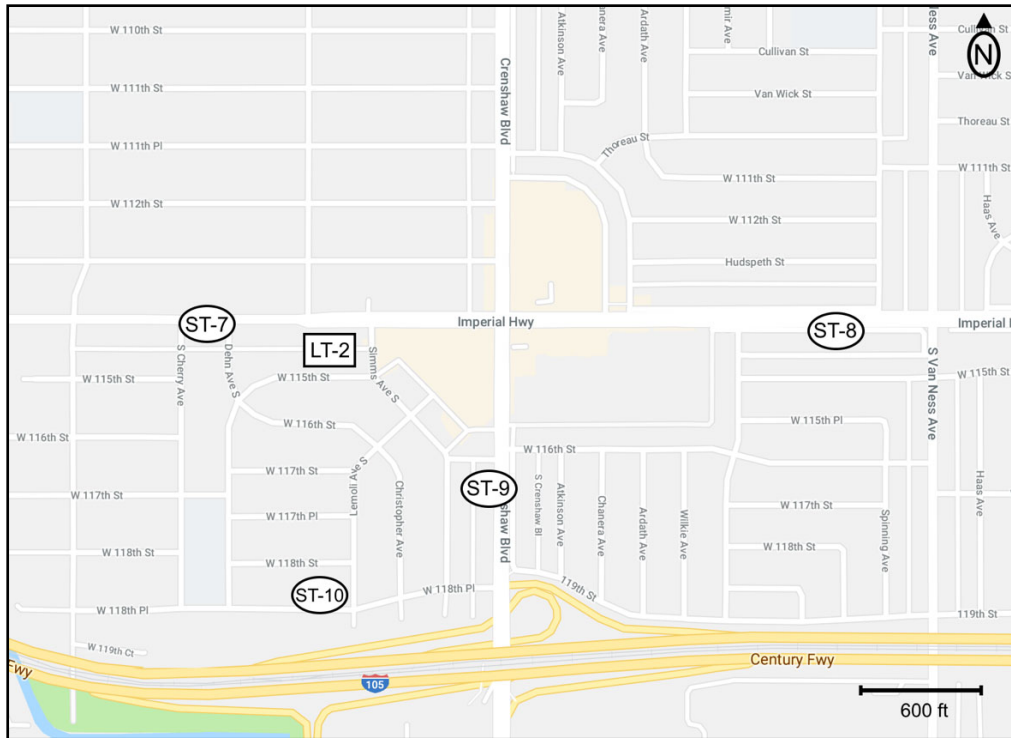 W 110th St
W 111th St
W 111th Pl
W 112th St
Crenshaw Blvd
Atkinson Ave
Chanera Ave
Ardath Ave
mir Ave
Cullivan St
Van Wick St
Thoreau St
W 111th St
W 112th St
Hudspeth St
Ness Ave
N
Van Wick S
Thoreau St
W 111th St
Haas Ave
ST-7
Imperial Hwy
ST-8
LT-2
S Cherry Ave
Dehn Ave S
Simms Ave S
W 115th St
W 115th St
W 116th St
W 116th St
W 117th St
W 117th St
Lemoli Ave S
Christopher Ave
W 117th Pl
W 118th St
W 118th St
ST-10
W 118th Pl
W 118th Pl
W 119th Ct
ST-9
shaw Blvd
W 116th St
S Crenshaw Bl
Atkinson Ave
Chanera Ave
Ardath Ave
Wilkie Ave
119th St
S Van Ness Ave
W 115th St
W 115th Pl
W 117th St
W 118th St
Spinning Ave
Haas Ave
119th St
Fwy
105
Century Fwy
600 ft